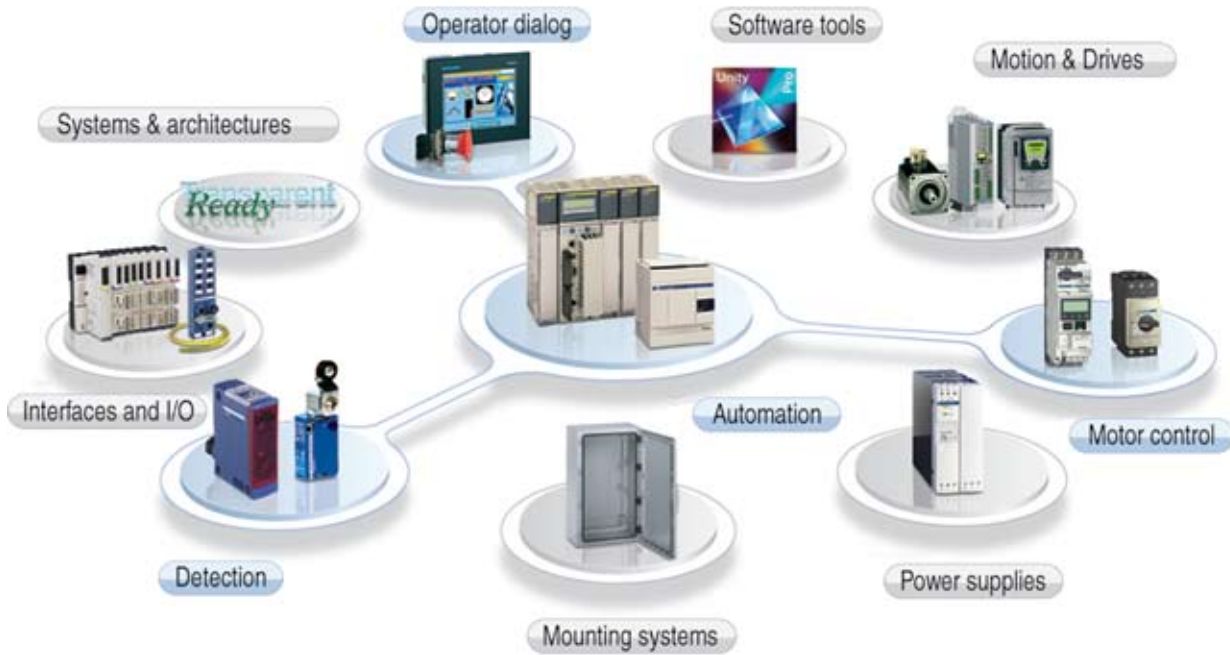 Operator dialog
Software tools
Motion & Drives
Systems & architectures
Unity
Pro
Transparent
Ready
Interfaces and I/O
Automation
Motor control
Detection
Power supplies
Mounting systems